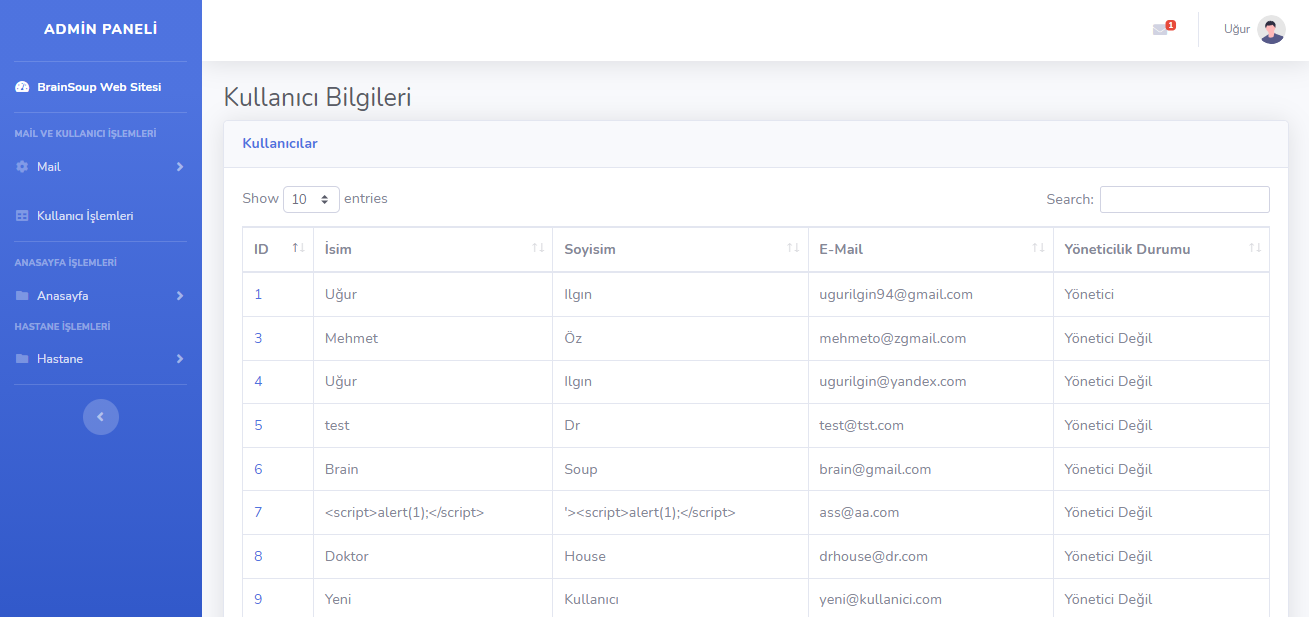 ADMİN PANELİ
1
Uğur
BrainSoup Web Sitesi
MAİL VE KULLANICI İŞLEMLERİ
Mail
Kullanıcı İşlemleri
ANASAYFA İŞLEMLERİ
Anasayfa
HASTANE İŞLEMLERİ
Hastane
Kullanıcı Bilgileri
Kullanıcılar
Show 10 entries Search:
ID İsim Soyisim E-Mail Yöneticilik Durumu
1 Uğur Ilgın ugurilgin94@gmail.com Yönetici
3 Mehmet Öz mehmeto@zgmail.com Yönetici Değil
4 Uğur Ilgın ugurilgin@yandex.com Yönetici Değil
5 test Dr test@tst.com Yönetici Değil
6 Brain Soup brain@gmail.com Yönetici Değil
7 <script>alert(1);</script> '><script>alert(1);</script> ass@aa.com Yönetici Değil
8 Doktor House drhouse@dr.com Yönetici Değil
9 Yeni Kullanıcı yeni@kullanici.com Yönetici Değil